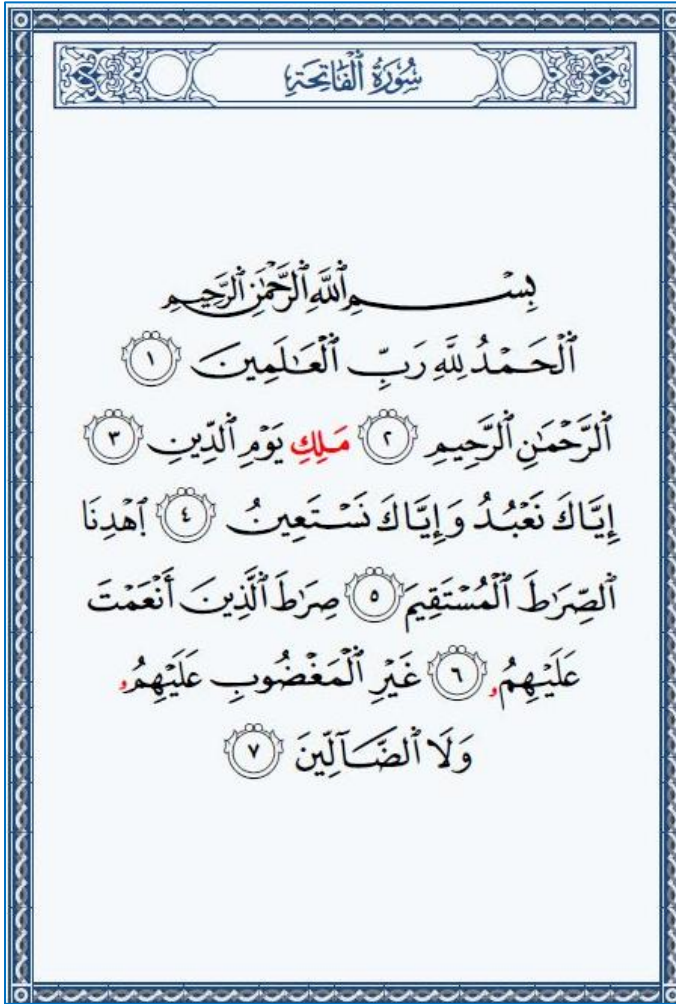 سُورَةُ ٱلْفَاتِحَةِ
بِسْمِ ٱللَّهِ ٱلرَّحْمَٰنِ ٱلرَّحِيمِ
ٱلْحَمْدُ لِلَّهِ رَبِّ ٱلْعَـٰلَمِينَ ١
ٱلرَّحْمَـٰنِ ٱلرَّحِيمِ ٢ مَلِكِ يَوْمِ ٱلدِّينِ ٣
إِيَّاكَ نَعْبُدُ وَإِيَّاكَ نَسْتَعِينُ ٤ ٱهْدِنَا
ٱلصِّرَٰطَ ٱلْمُسْتَقِيمَ ٥ صِرَٰطَ ٱلَّذِينَ أَنْعَمْتَ
عَلَيْهِمُۥ ٦ غَيْرِ ٱلْمَغْضُوبِ عَلَيْهِمُۥ
وَلَا ٱلضَّآلِّينَ ٧